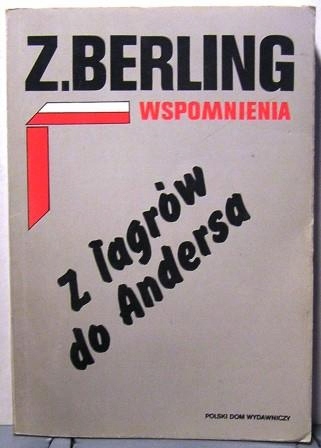 Z.BERLING
WSPOMNIENIA
Z łagrów
do Andersa
POLSKI DOM WYDAWNICZY